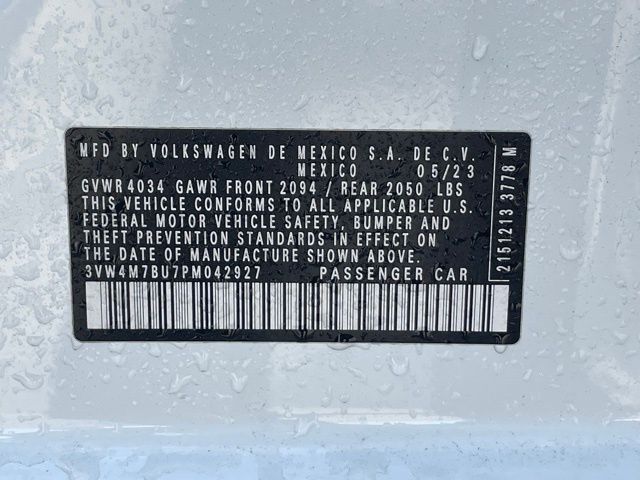 MFD BY VOLKSWAGEN DE MEXICO S.A. DE C.V.
MEXICO 05/23
GVWR 4034 GAWR FRONT 2094 / REAR 2050 LBS
THIS VEHICLE CONFORMS TO ALL APPLICABLE U.S.
FEDERAL MOTOR VEHICLE SAFETY, BUMPER AND
THEFT PREVENTION STANDARDS IN EFFECT ON
THE DATE OF MANUFACTURE SHOWN ABOVE.
3VW4M7BU7PM042927 PASSENGER CAR
21512113 3778 M